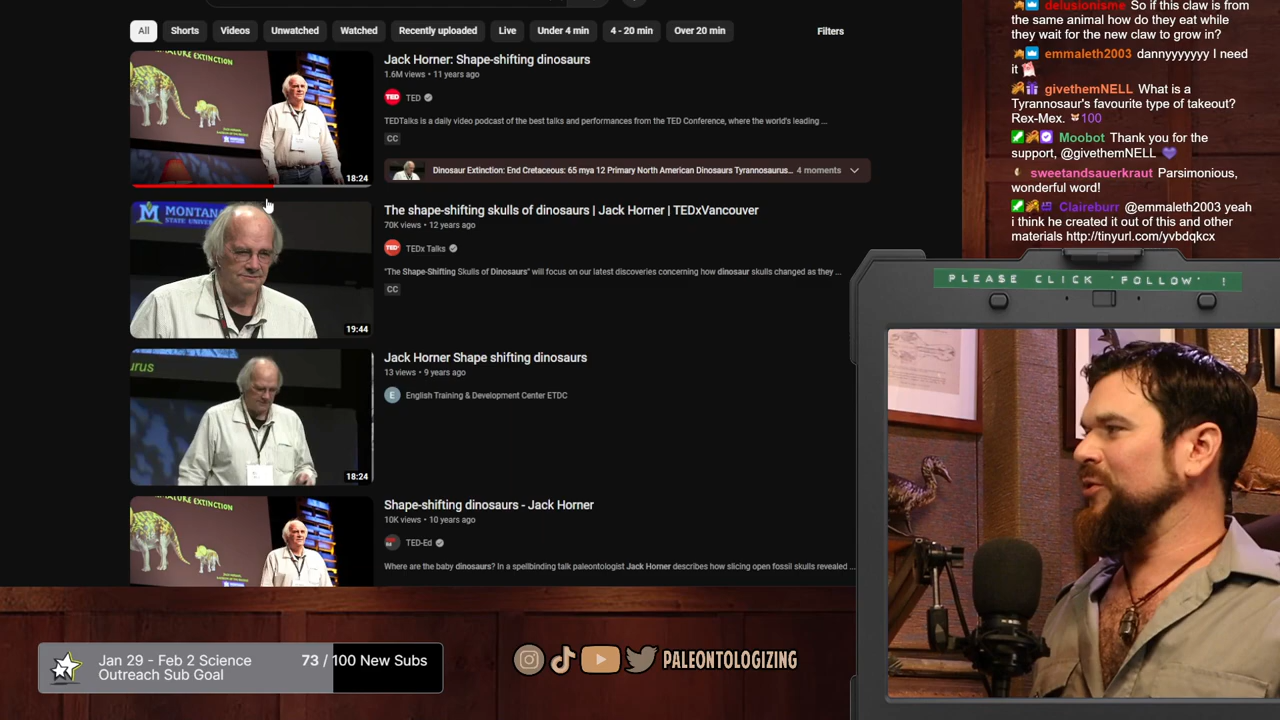 All
Shorts
Videos
Unwatched
Watched
Recently uploaded
Live
Under 4 min
4 - 20 min
Over 20 min
Filters
18:24
Jack Horner: Shape-shifting dinosaurs
1.6M views • 11 years ago
TED
TED
TEDTalks is a daily video podcast of the best talks and performances from the TED Conference, where the world's leading ...
CC
Dinosaur Extinction: End Cretaceous: 65 mya 12 Primary North American Dinosaurs Tyrannosaurus...
4 moments
MONTAN
STATE UNIVERS
19:44
The shape-shifting skulls of dinosaurs | Jack Horner | TEDxVancouver
70K views • 12 years ago
TEDx Talks
"The Shape-Shifting Skulls of Dinosaurs" will focus on our latest discoveries concerning how dinosaur skulls changed as they ...
CC
urus
18:24
Jack Horner Shape shifting dinosaurs
13 views • 9 years ago
E
English Training & Development Center ETDC
Shape-shifting dinosaurs - Jack Horner
10K views • 10 years ago
TED-Ed
Where are the baby dinosaurs? In a spellbinding talk paleontologist Jack Horner describes how slicing open fossil skulls revealed ...
delusionisme So if this claw is from
the same animal how do they eat while
they wait for the new claw to grow in?
emmaleth2003 dannyyyyyy I need
it
givethemNELL What is a
Tyrannosaur's favourite type of takeout?
Rex-Mex. 100
Moobot Thank you for the
support, @givethemNELL
sweetandsauerkraut Parsimonious,
wonderful word!
Claireburr @emmaleth2003 yeah
i think he created it out of this and other
materials http://tinyurl.com/yvbdqkcx
PLEASE CLICK 'FOLLOW' !
Jan 29 - Feb 2 Science
Outreach Sub Goal
73 / 100 New Subs
PALEONTOLOGIZING